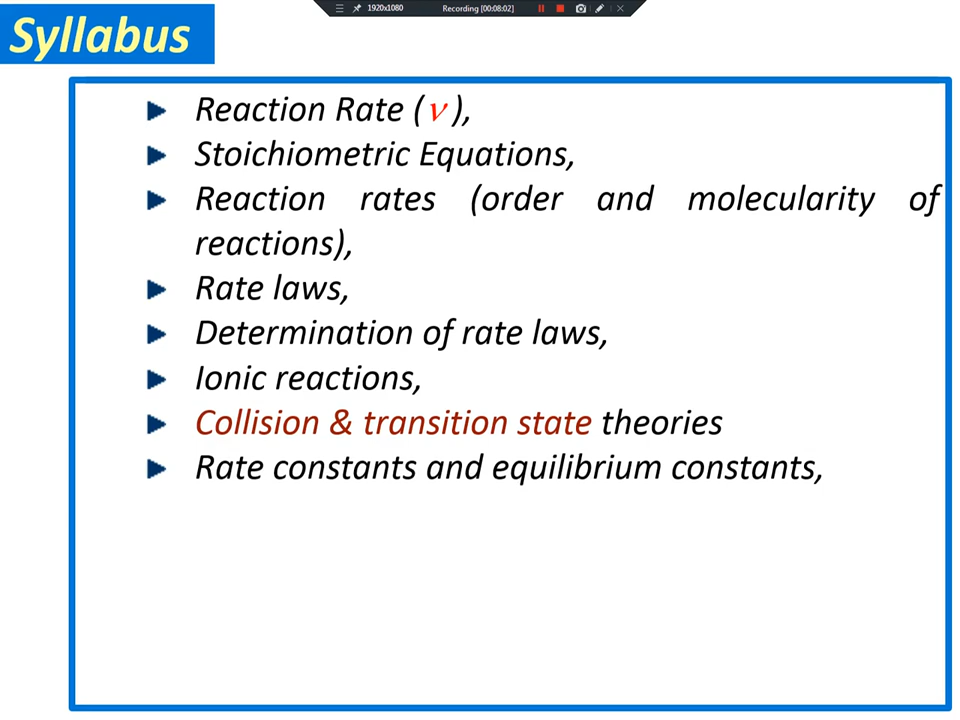 1920x1080
Recording [00:08:02]
Syllabus
Reaction Rate (ν),
Stoichiometric Equations,
Reaction rates (order and molecularity of
reactions),
Rate laws,
Determination of rate laws,
Ionic reactions,
Collision & transition state theories
Rate constants and equilibrium constants,